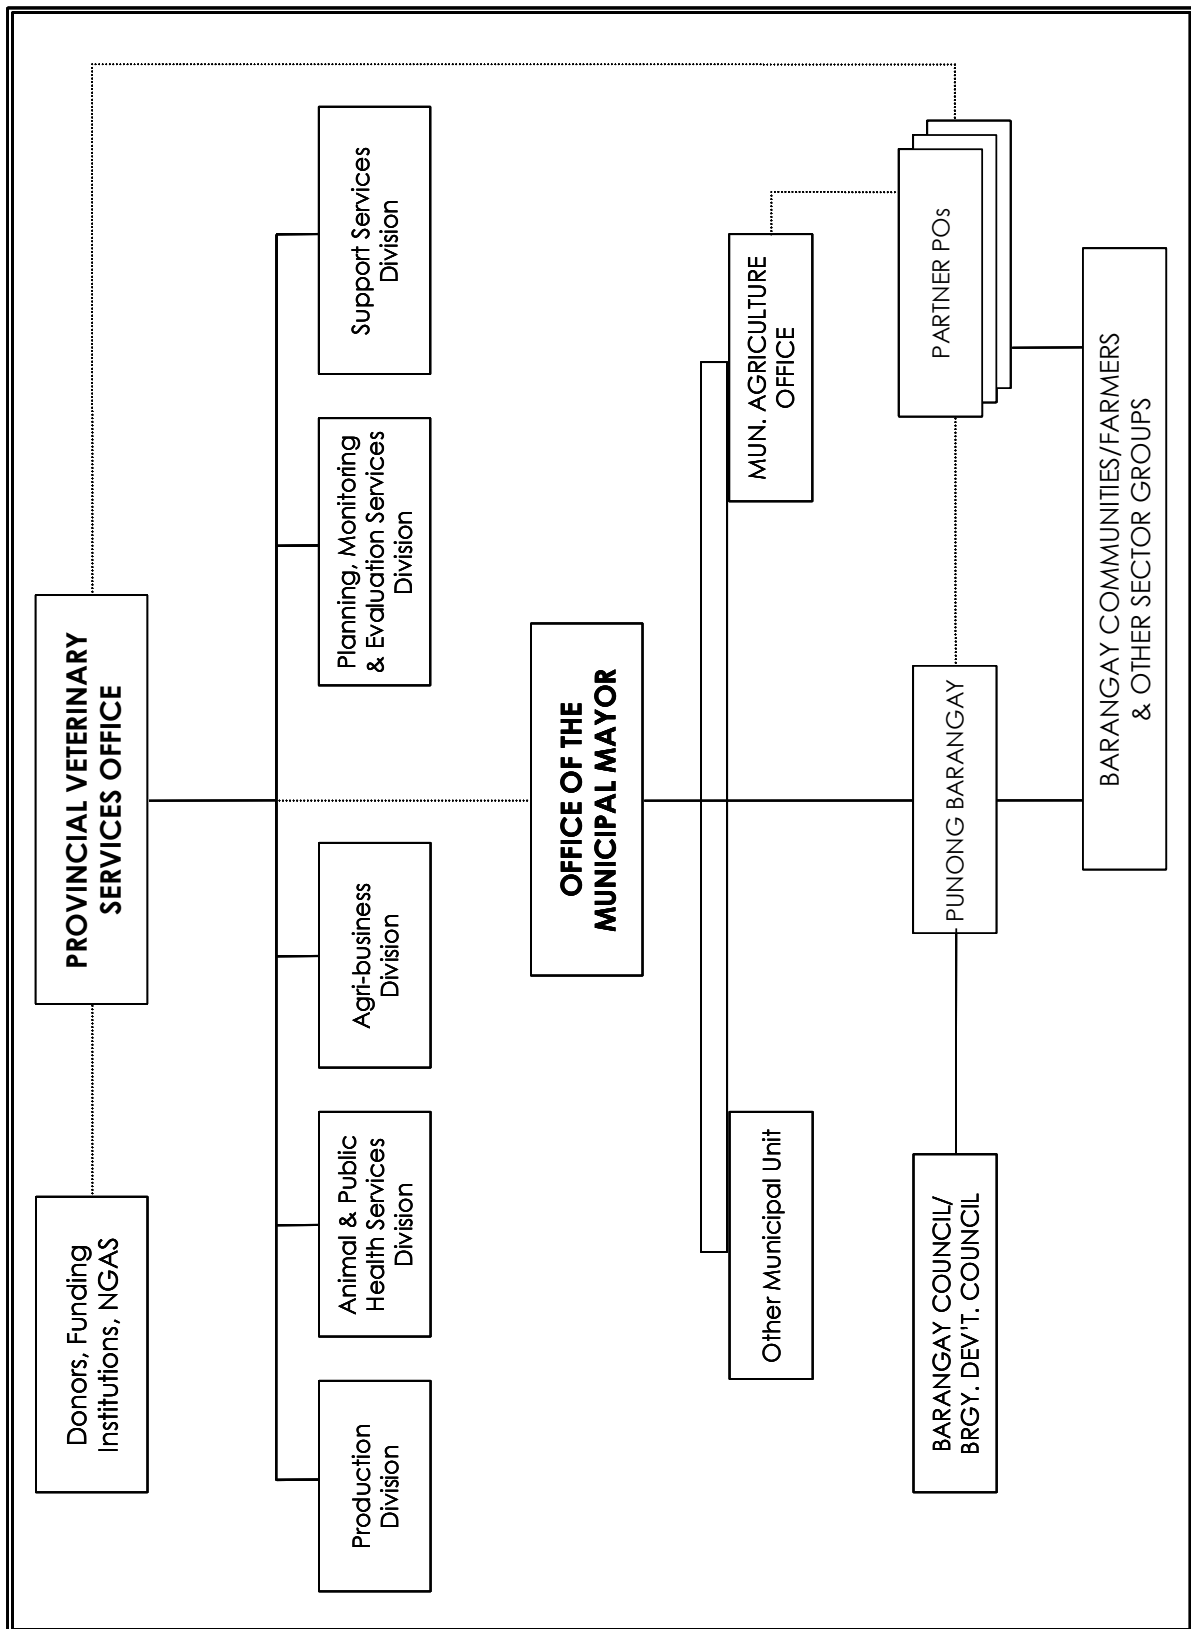 Donors, Funding
Institutions, NGAS
PROVINCIAL VETERINARY
SERVICES OFFICE
Production
Division
Animal & Public
Health Services
Division
Agri-business
Division
Planning, Monitoring
& Evaluation Services
Division
Support Services
Division
OFFICE OF THE
MUNICIPAL MAYOR
Other Municipal Unit
MUN. AGRICULTURE
OFFICE
BARANGAY COUNCIL/
BRGY. DEV'T. COUNCIL
PUNONG BARANGAY
PARTNER POs
BARANGAY COMMUNITIES/FARMERS
& OTHER SECTOR GROUPS